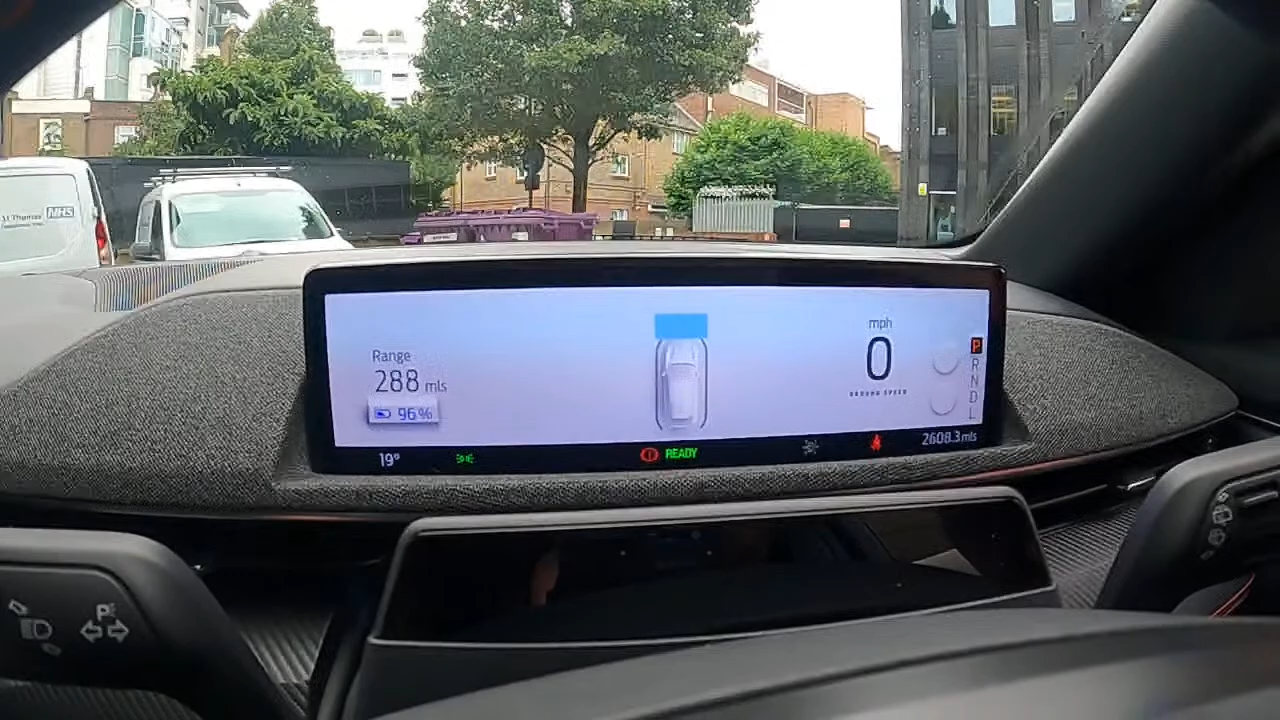 St Thomas'
NHS
Range
288 mls
96%
mph
0
GROUND SPEED
P
R
N
D
L
19°
READY
2608.3 mls
P